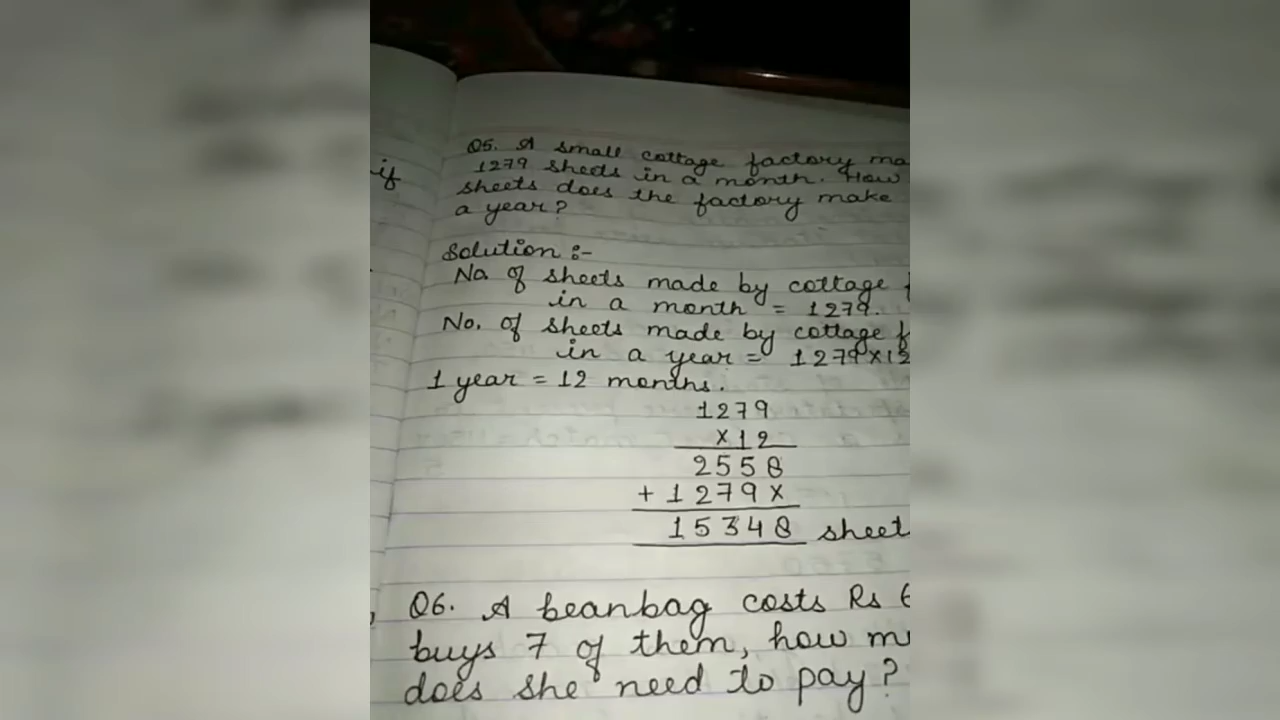 if
Q5. A small cottage factory ma
1279 sheets in a month. How
sheets does the factory make
a year?
Solution :-
No. of sheets made by cottage f
in a month = 1279.
No. of sheets made by cottage f
in a year = 1279×12
1 year = 12 months.
1279
×12
2558
+ 1279×
15348 sheet
Q6. A beanbag costs Rs 6
buys 7 of them, how m
does she need to pay?